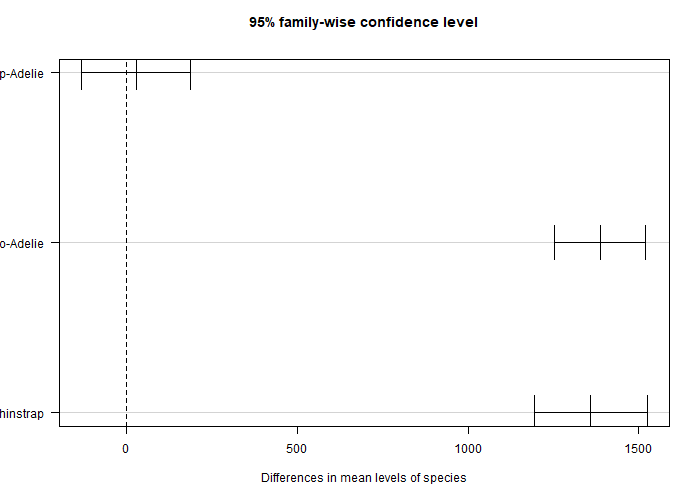 95% family-wise confidence level
p-Adelie
o-Adelie
hinstrap
0 500 1000 1500
Differences in mean levels of species